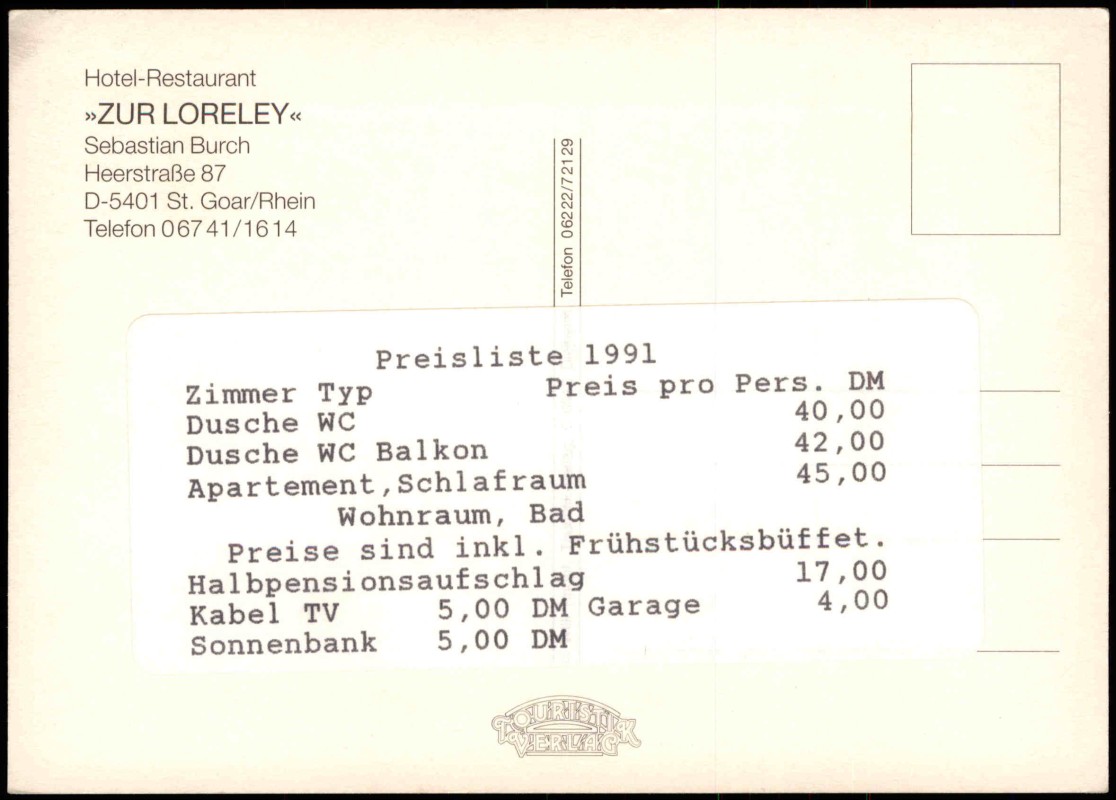 Hotel-Restaurant
»ZUR LORELEY«
Sebastian Burch
Heerstraße 87
D-5401 St. Goar/Rhein
Telefon 06741/1614
Telefon 06222/72129
Preisliste 1991
Zimmer Typ Preis pro Pers. DM
Dusche WC 40,00
Dusche WC Balkon 42,00
Apartement,Schlafraum 45,00
Wohnraum, Bad
Preise sind inkl. Frühstücksbüffet.
Halbpensionsaufschlag 17,00
Kabel TV 5,00 DM Garage 4,00
Sonnenbank 5,00 DM
TOURISTIK
VERLAG